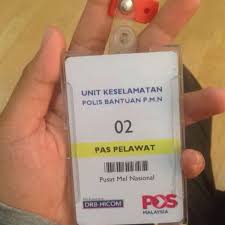 UNIT KESELAMATAN
POLIS BANTUAN P.M.N
02
PAS PELAWAT
Pusat Mel Nasional
DRB-HICOM
POS
MALAYSIA